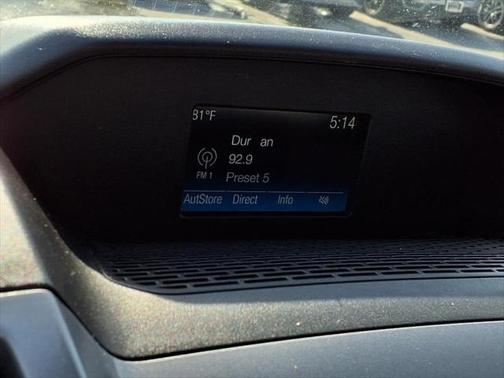 81°F 5:14
Dur an
92.9
FM 1 Preset 5
AutStore Direct Info